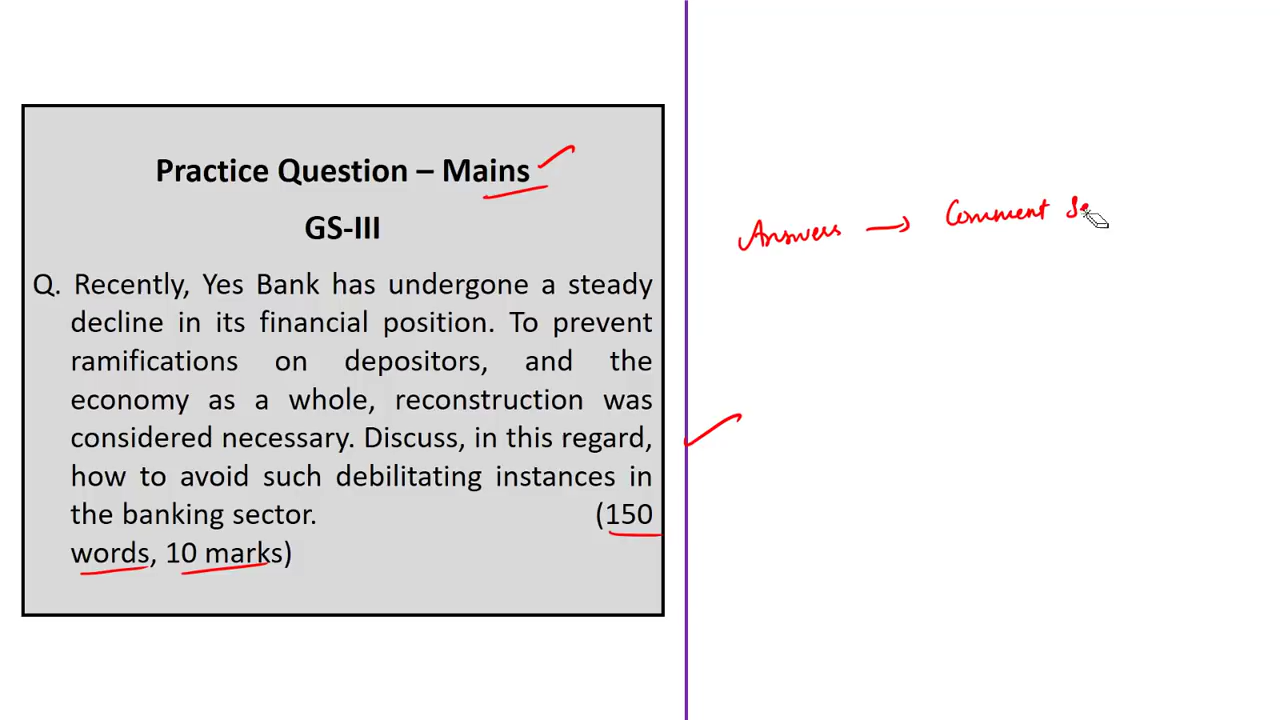 Practice Question – Mains
GS-III
Q. Recently, Yes Bank has undergone a steady
decline in its financial position. To prevent
ramifications on depositors, and the
economy as a whole, reconstruction was
considered necessary. Discuss, in this regard,
how to avoid such debilitating instances in
the banking sector. (150
words, 10 marks)
Answers → Comment Se